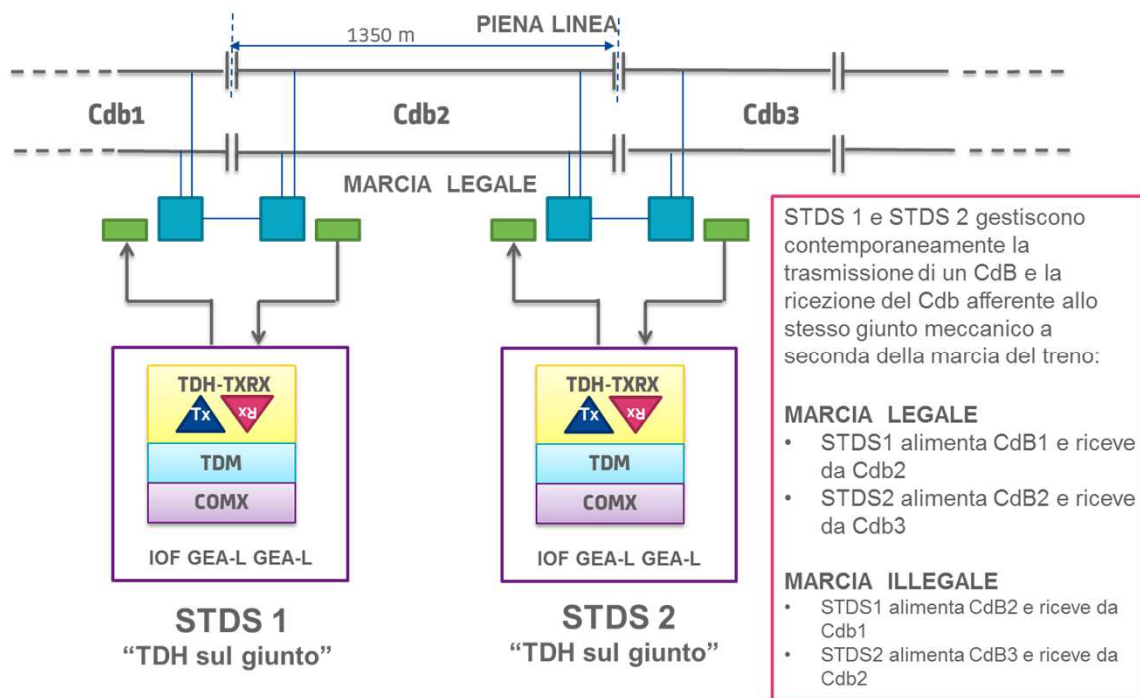 PIENA LINEA
1350 m
Cdb1
Cdb2
Cdb3
MARCIA LEGALE
TDH-TXRX
Tx
Rx
TDM
COMX
IOF GEA-L GEA-L
STDS 1
“TDH sul giunto”
TDH-TXRX
Tx
Rx
TDM
COMX
IOF GEA-L GEA-L
STDS 2
“TDH sul giunto”
STDS 1 e STDS 2 gestiscono
contemporaneamente la
trasmissione di un CdB e la
ricezione del Cdb afferente allo
stesso giunto meccanico a
seconda della marcia del treno:
MARCIA LEGALE
• STDS1 alimenta CdB1 e riceve
da Cdb2
• STDS2 alimenta CdB2 e riceve
da Cdb3
MARCIA ILLEGALE
• STDS1 alimenta CdB2 e riceve da
Cdb1
• STDS2 alimenta CdB3 e riceve da
Cdb2